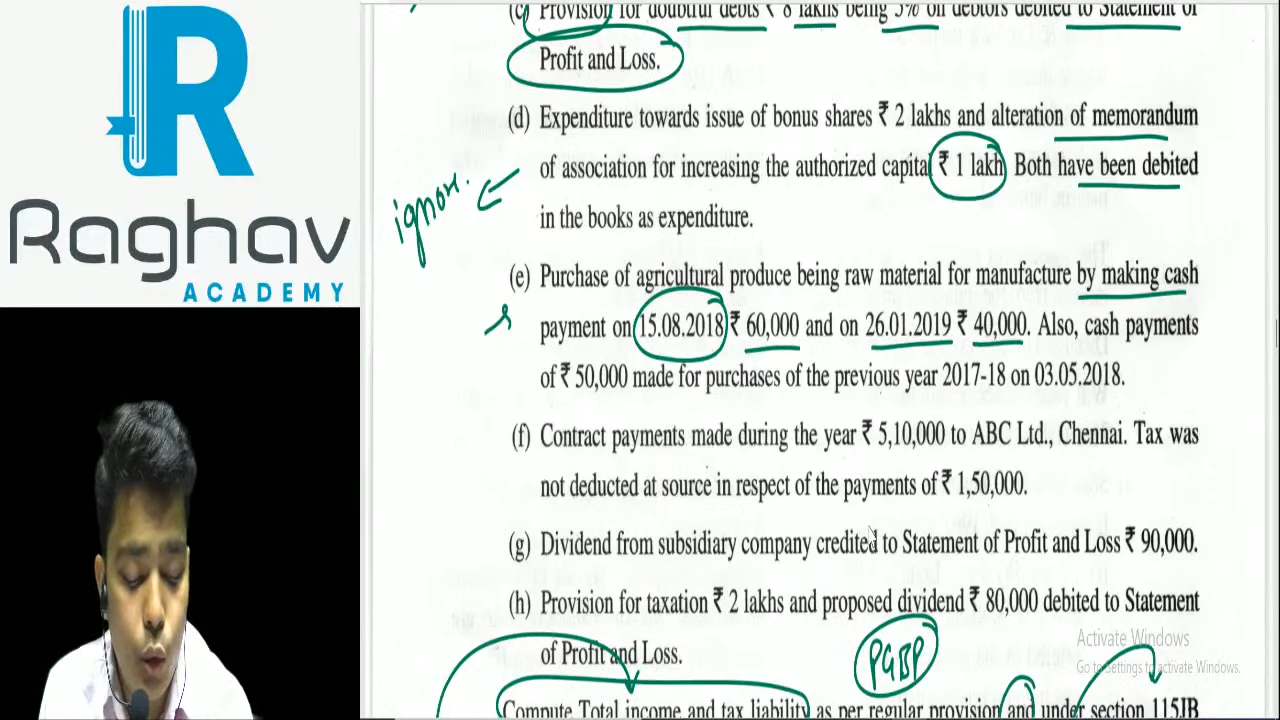 (c) Provision for doubtful debts ₹ 8 lakhs being 5% on debtors debited to Statement of
Profit and Loss.
(d) Expenditure towards issue of bonus shares ₹ 2 lakhs and alteration of memorandum
of association for increasing the authorized capital ₹ 1 lakh. Both have been debited
in the books as expenditure.
ignore.
(e) Purchase of agricultural produce being raw material for manufacture by making cash
payment on 15.08.2018 ₹ 60,000 and on 26.01.2019 ₹ 40,000. Also, cash payments
of ₹ 50,000 made for purchases of the previous year 2017-18 on 03.05.2018.
(f) Contract payments made during the year ₹ 5,10,000 to ABC Ltd., Chennai. Tax was
not deducted at source in respect of the payments of ₹ 1,50,000.
(g) Dividend from subsidiary company credited to Statement of Profit and Loss ₹ 90,000.
(h) Provision for taxation ₹ 2 lakhs and proposed dividend ₹ 80,000 debited to Statement
of Profit and Loss.
PGBP
Compute Total income and tax liability as per regular provision and under section 115JB
R
Raghav
ACADEMY
Activate Windows
Go to Settings to activate Windows.